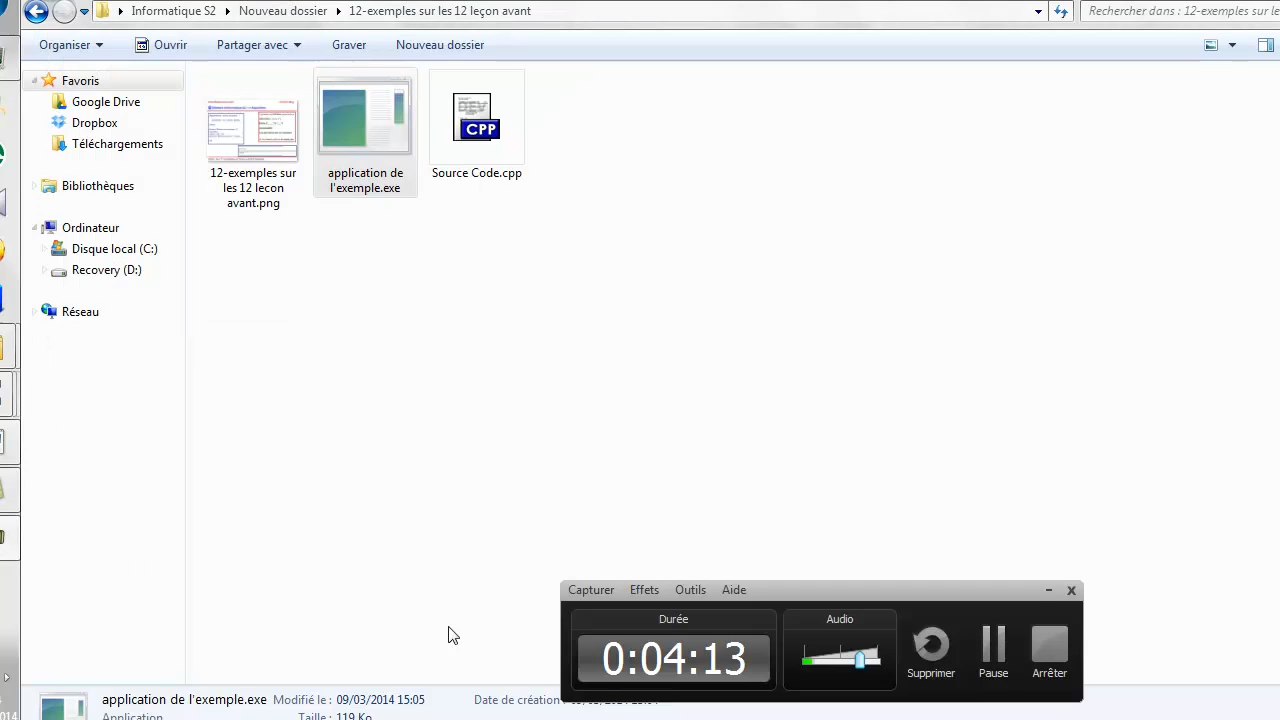 Informatique S2 Nouveau dossier 12-exemples sur les 12 leçon avant
Rechercher dans : 12-exemples sur le
Organiser Ouvrir Partager avec Graver Nouveau dossier
Favoris
Google Drive
Dropbox
Téléchargements
Bibliothèques
Ordinateur
Disque local (C:)
Recovery (D:)
Réseau
12-exemples sur
les 12 lecon
avant.png
application de
l'exemple.exe
DEV
CPP
Source Code.cpp
Capturer Effets Outils Aide
Durée
0:04:13
Audio
Supprimer
Pause
Arrêter
application de l'exemple.exe Modifié le : 09/03/2014 15:05 Date de création :
Application Taille : 119 Ko
014